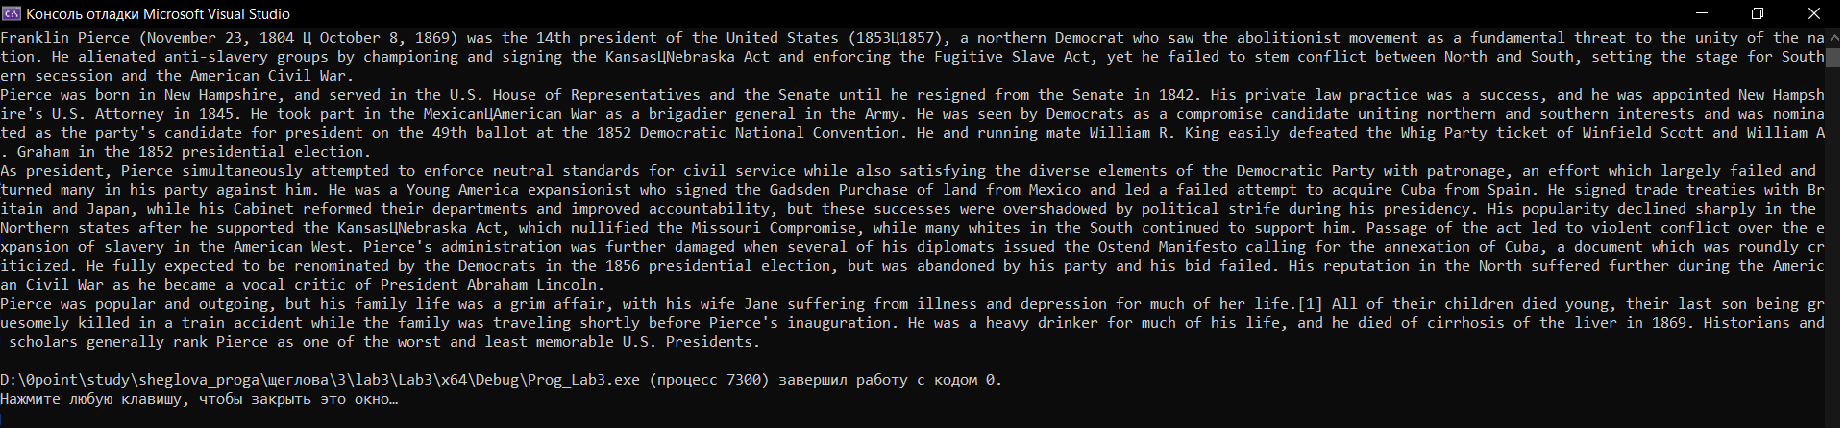 Консоль отладки Microsoft Visual Studio
Franklin Pierce (November 23, 1804 Ц October 8, 1869) was the 14th president of the United States (1853Ц1857), a northern Democrat who saw the abolitionist movement as a fundamental threat to the unity of the na
tion. He alienated anti-slavery groups by championing and signing the KansasЦNebraska Act and enforcing the Fugitive Slave Act, yet he failed to stem conflict between North and South, setting the stage for South
ern secession and the American Civil War.
Pierce was born in New Hampshire, and served in the U.S. House of Representatives and the Senate until he resigned from the Senate in 1842. His private law practice was a success, and he was appointed New Hampsh
ire's U.S. Attorney in 1845. He took part in the MexicanЦAmerican War as a brigadier general in the Army. He was seen by Democrats as a compromise candidate uniting northern and southern interests and was nomina
ted as the party's candidate for president on the 49th ballot at the 1852 Democratic National Convention. He and running mate William R. King easily defeated the Whig Party ticket of Winfield Scott and William A
. Graham in the 1852 presidential election.
As president, Pierce simultaneously attempted to enforce neutral standards for civil service while also satisfying the diverse elements of the Democratic Party with patronage, an effort which largely failed and
turned many in his party against him. He was a Young America expansionist who signed the Gadsden Purchase of land from Mexico and led a failed attempt to acquire Cuba from Spain. He signed trade treaties with Br
itain and Japan, while his Cabinet reformed their departments and improved accountability, but these successes were overshadowed by political strife during his presidency. His popularity declined sharply in the
Northern states after he supported the KansasЦNebraska Act, which nullified the Missouri Compromise, while many whites in the South continued to support him. Passage of the act led to violent conflict over the e
xpansion of slavery in the American West. Pierce's administration was further damaged when several of his diplomats issued the Ostend Manifesto calling for the annexation of Cuba, a document which was roundly cr
iticized. He fully expected to be renominated by the Democrats in the 1856 presidential election, but was abandoned by his party and his bid failed. His reputation in the North suffered further during the Americ
an Civil War as he became a vocal critic of President Abraham Lincoln.
Pierce was popular and outgoing, but his family life was a grim affair, with his wife Jane suffering from illness and depression for much of her life.[1] All of their children died young, their last son being gr
uesomely killed in a train accident while the family was traveling shortly before Pierce's inauguration. He was a heavy drinker for much of his life, and he died of cirrhosis of the liver in 1869. Historians and
scholars generally rank Pierce as one of the worst and least memorable U.S. Presidents.
D:\0point\study\sheglova_proga\щеглова\3\lab3\Lab3\x64\Debug\Prog_Lab3.exe (процесс 7300) завершил работу с кодом 0.
Нажмите любую клавишу, чтобы закрыть это окно…